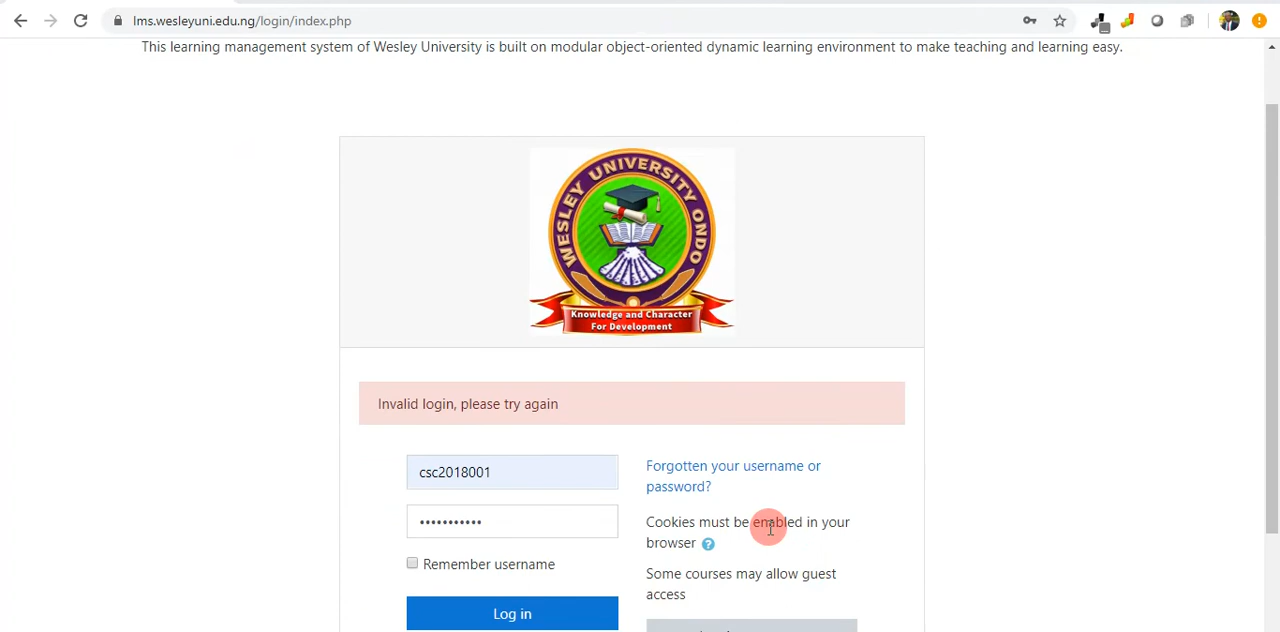 lms.wesleyuni.edu.ng/login/index.php
This learning management system of Wesley University is built on modular object-oriented dynamic learning environment to make teaching and learning easy.
WESLEY UNIVERSITY ONDO
Knowledge and Character
For Development
Invalid login, please try again
csc2018001
Forgotten your username or
password?
•••••••••••
Cookies must be enabled in your
browser ?
Remember username
Some courses may allow guest
access
Log in